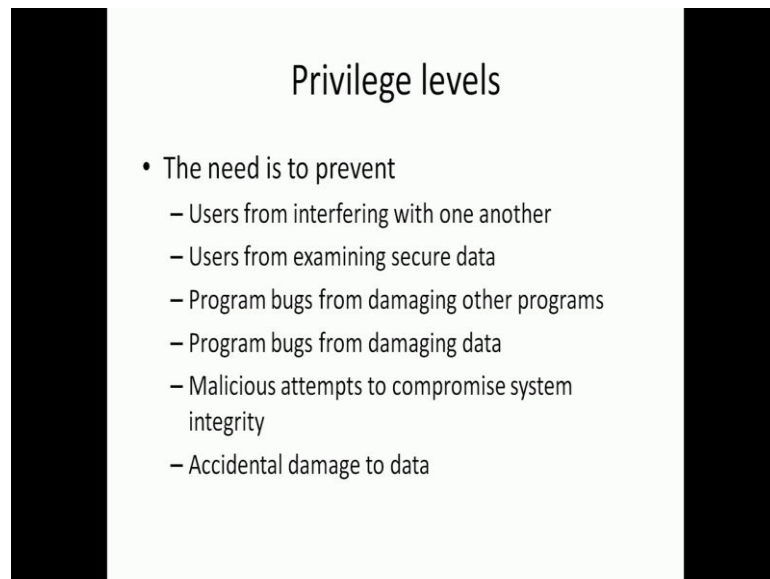 Privilege levels
• The need is to prevent
– Users from interfering with one another
– Users from examining secure data
– Program bugs from damaging other programs
– Program bugs from damaging data
– Malicious attempts to compromise system
integrity
– Accidental damage to data